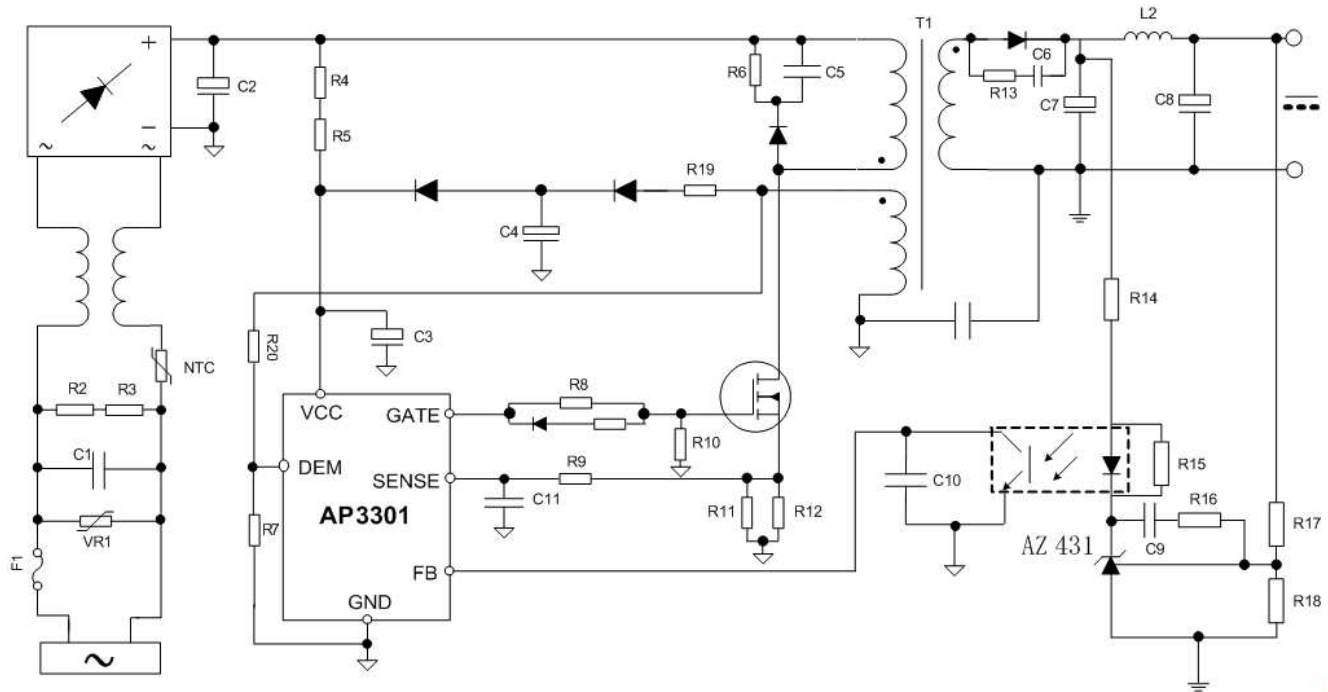 T1
L2
+
C2
R4
R6
C5
C6
R13
C7
C8
−
~
~
R5
R19
C4
R14
C3
R20
NTC
R2
R3
VCC
GATE
R8
R10
C1
DEM
SENSE
R9
C11
R11
R12
C10
R15
R16
C9
R17
AP3301
AZ 431
VR1
R7
F1
FB
GND
R18
~